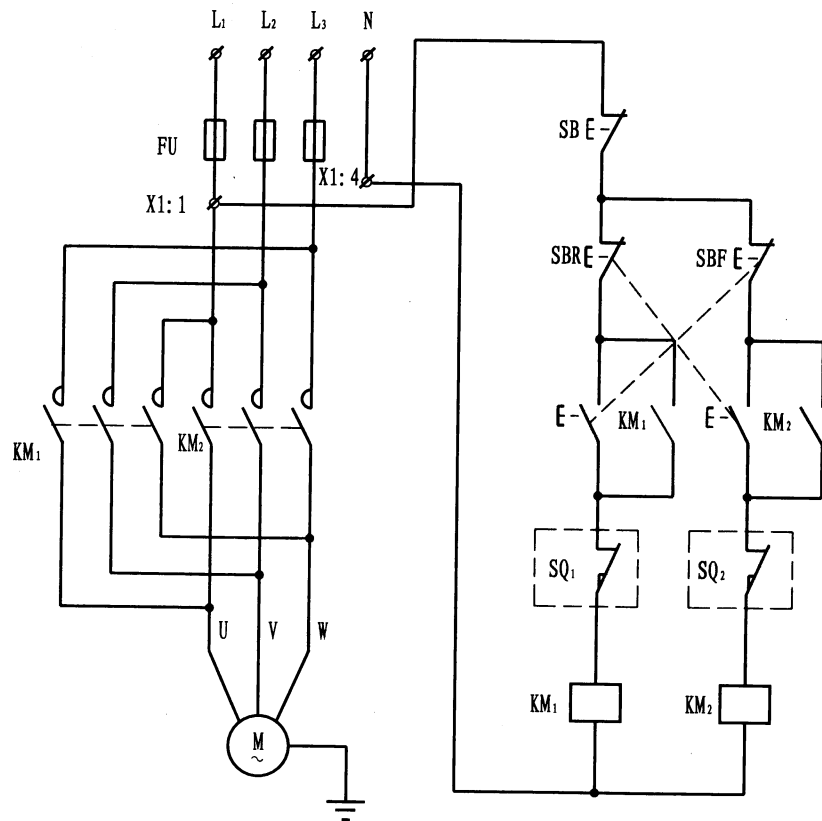 L₁ L₂ L₃ N
SB
FU
X1:4
X1:1
SBR SBF
KM₁ KM₂
KM₂
KM₁
SQ₁ SQ₂
U V W
KM₁ KM₂
M
~